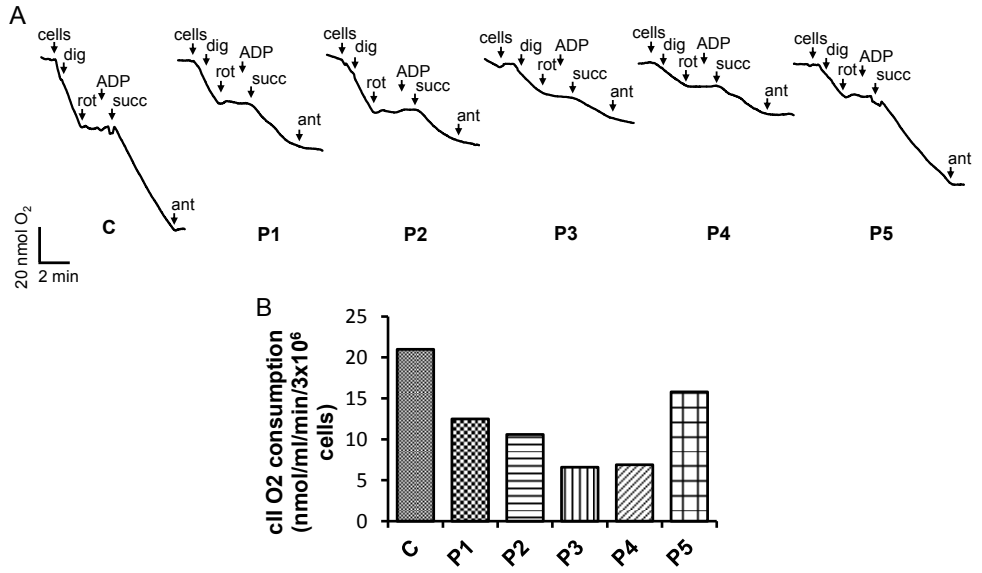 A
cells
dig
rot
ADP
succ
ant
C
cells
dig
rot
ADP
succ
ant
P1
cells
dig
rot
ADP
succ
ant
P2
cells
dig
rot
ADP
succ
ant
P3
cells
dig
rot
ADP
succ
ant
P4
cells
dig
rot
ADP
succ
ant
P5
20 nmol O₂
2 min
B
cII O2 consumption
(nmol/ml/min/3x10⁶
cells)
25
20
15
10
5
0
C
P1
P2
P3
P4
P5